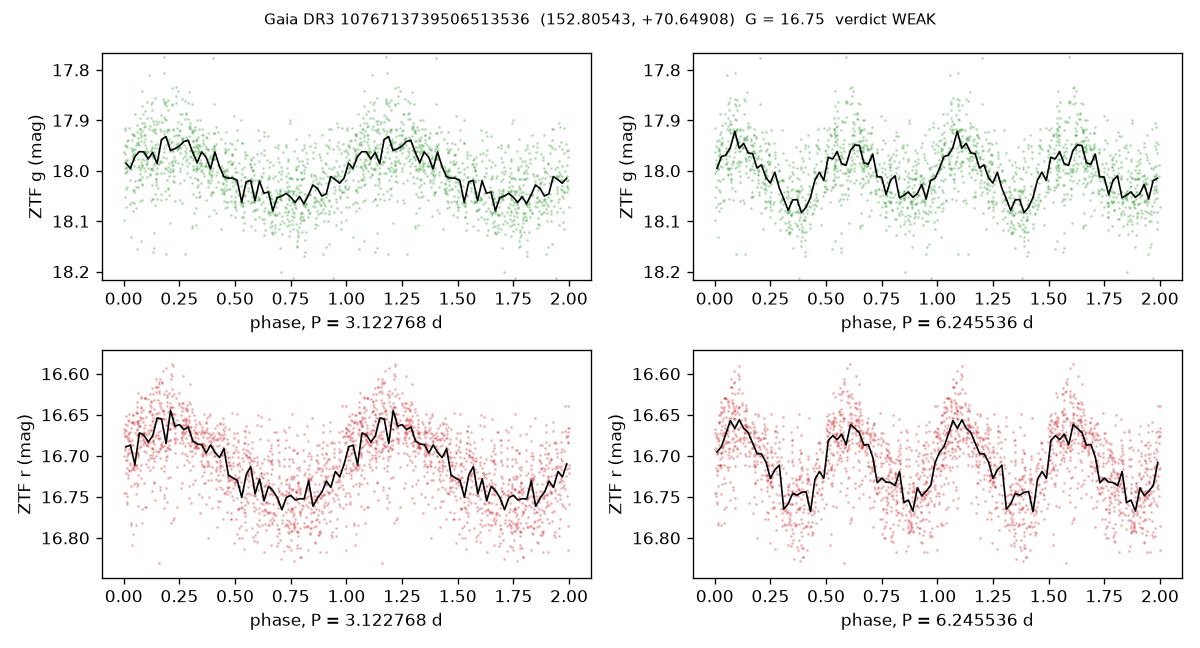 Gaia DR3 1076713739506513536 (152.80543, +70.64908) G = 16.75 verdict WEAK
17.8
17.9
18.0
18.1
18.2
ZTF g (mag)
0.00 0.25 0.50 0.75 1.00 1.25 1.50 1.75 2.00
phase, P = 3.122768 d
17.8
17.9
18.0
18.1
18.2
ZTF g (mag)
0.00 0.25 0.50 0.75 1.00 1.25 1.50 1.75 2.00
phase, P = 6.245536 d
16.60
16.65
16.70
16.75
16.80
ZTF r (mag)
0.00 0.25 0.50 0.75 1.00 1.25 1.50 1.75 2.00
phase, P = 3.122768 d
16.60
16.65
16.70
16.75
16.80
ZTF r (mag)
0.00 0.25 0.50 0.75 1.00 1.25 1.50 1.75 2.00
phase, P = 6.245536 d